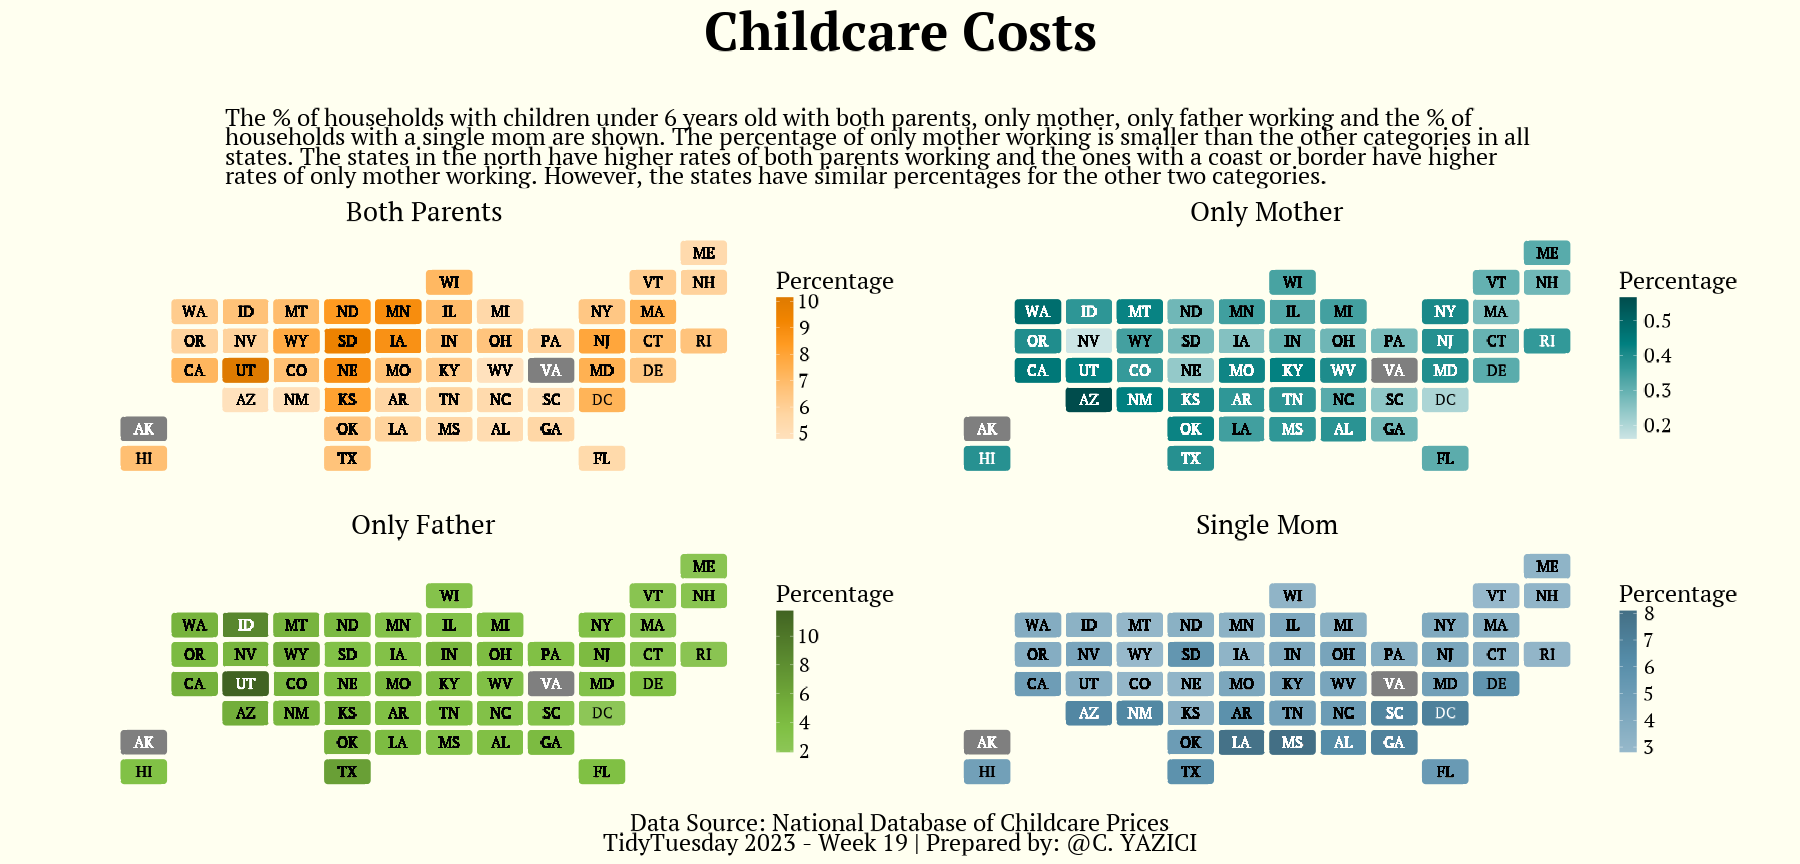 Childcare Costs
The % of households with children under 6 years old with both parents, only mother, only father working and the % of
households with a single mom are shown. The percentage of only mother working is smaller than the other categories in all
states. The states in the north have higher rates of both parents working and the ones with a coast or border have higher
rates of only mother working. However, the states have similar percentages for the other two categories.
Both Parents
ME
WI VT NH
WA ID MT ND MN IL MI NY MA
OR NV WY SD IA IN OH PA NJ CT RI
CA UT CO NE MO KY WV VA MD DE
AZ NM KS AR TN NC SC DC
AK OK LA MS AL GA
HI TX FL
Percentage
10
9
8
7
6
5
Only Mother
ME
WI VT NH
WA ID MT ND MN IL MI NY MA
OR NV WY SD IA IN OH PA NJ CT RI
CA UT CO NE MO KY WV VA MD DE
AZ NM KS AR TN NC SC DC
AK OK LA MS AL GA
HI TX FL
Percentage
0.5
0.4
0.3
0.2
Only Father
ME
WI VT NH
WA ID MT ND MN IL MI NY MA
OR NV WY SD IA IN OH PA NJ CT RI
CA UT CO NE MO KY WV VA MD DE
AZ NM KS AR TN NC SC DC
AK OK LA MS AL GA
HI TX FL
Percentage
10
8
6
4
2
Single Mom
ME
WI VT NH
WA ID MT ND MN IL MI NY MA
OR NV WY SD IA IN OH PA NJ CT RI
CA UT CO NE MO KY WV VA MD DE
AZ NM KS AR TN NC SC DC
AK OK LA MS AL GA
HI TX FL
Percentage
8
7
6
5
4
3
Data Source: National Database of Childcare Prices
TidyTuesday 2023 - Week 19 | Prepared by: @C. YAZICI